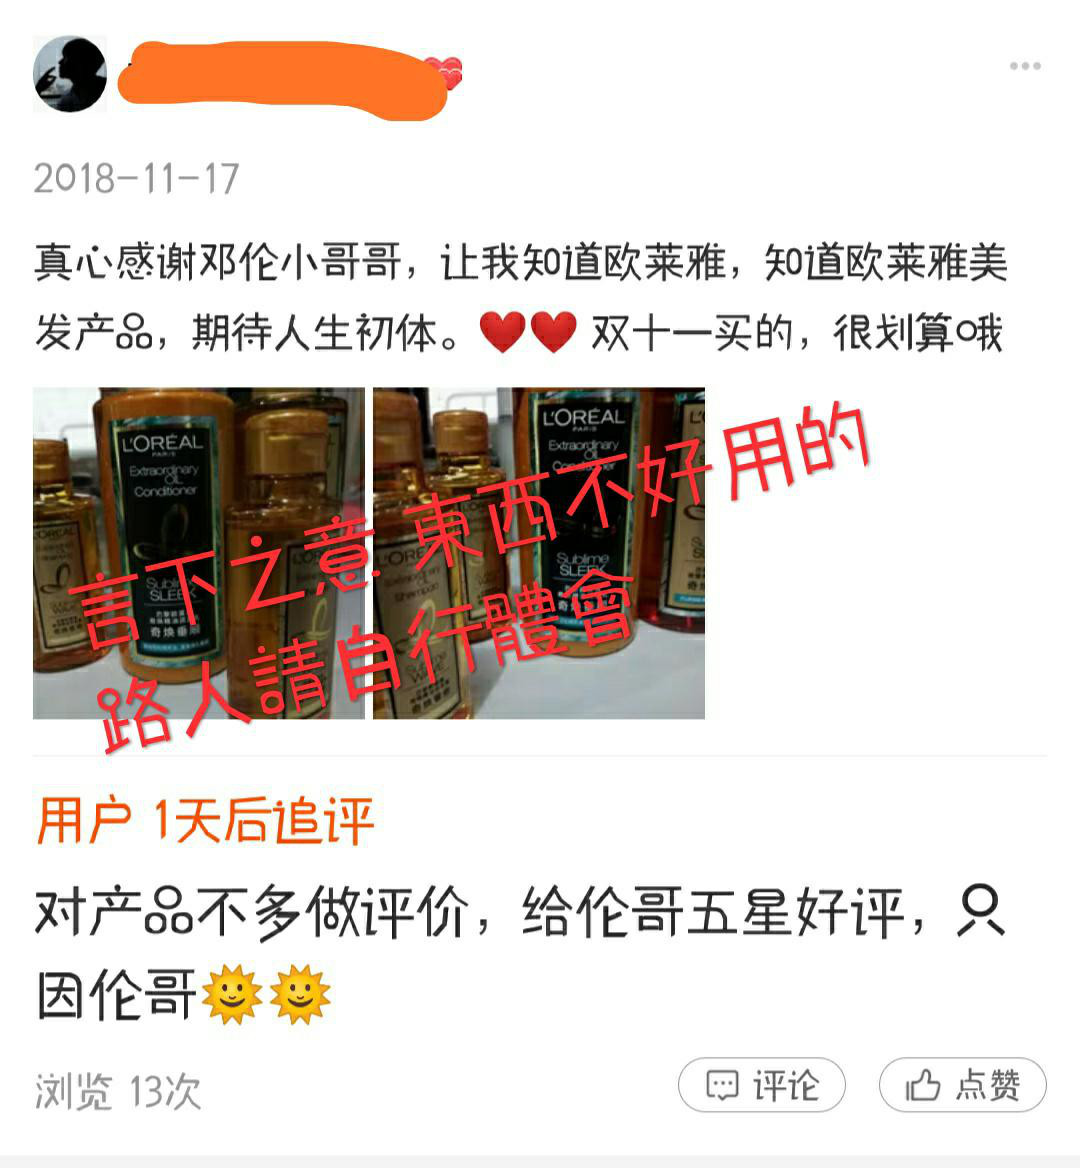 2018-11-17
真心感谢邓伦小哥哥，让我知道欧莱雅，知道欧莱雅美
发产品，期待人生初体。❤️❤️ 双十一买的，很划算哦
L'ORÉAL
PARIS
Extraordinary
OIL
Conditioner
SLEEK
L'ORÉAL
PARIS
Extraordinary
OIL
Sublime
SLEEK
Shampoo
言下之意 東西不好用的
路人請自行體會
用户 1天后追评
对产品不多做评价，给伦哥五星好评，只
因伦哥🌞🌞
浏览 13次
评论
点赞